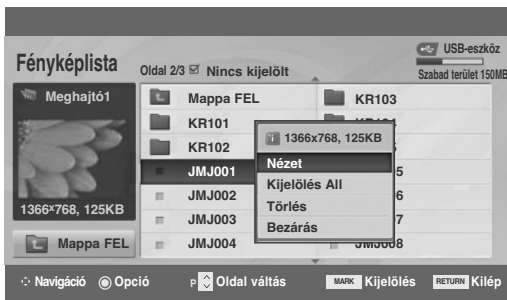 USB-eszköz
Fényképlista
Oldal 2/3 Nincs kijelölt
Szabad terület 150MB
Meghajtó1
1366x768, 125KB
Mappa FEL
Mappa FEL
KR101
KR102
JMJ001
JMJ002
JMJ003
JMJ004
KR103
1366x768, 125KB
Nézet
Kijelölés All
Törlés
Bezárás
Navigáció
Opció
P Oldal váltás
MARK Kijelölés
RETURN Kilép